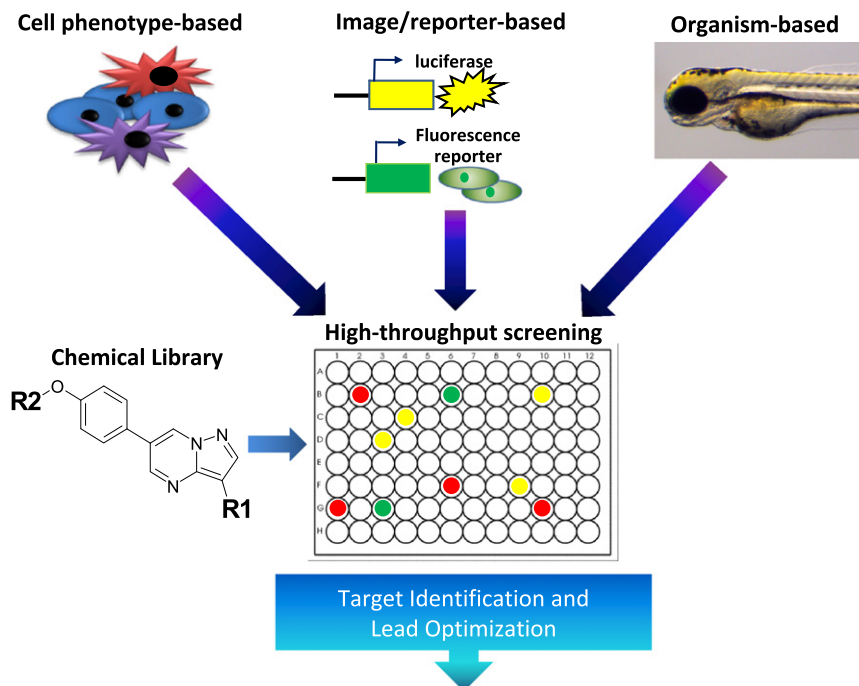 Cell phenotype-based
Image/reporter-based
Organism-based
luciferase
Fluorescence
reporter
High-throughput screening
Chemical Library
1 2 3 4 5 6 7 8 9 10 11 12
A
B
C
D
E
F
G
H
R2
O
N
N
N
R1
Target Identification and
Lead Optimization